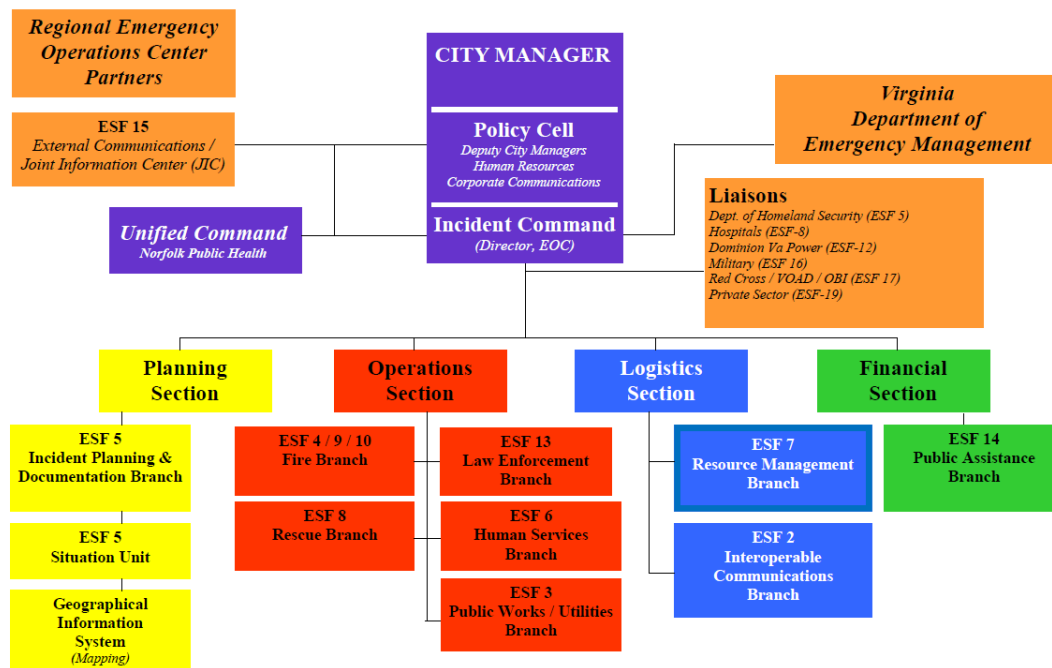 Regional Emergency
Operations Center
Partners
ESF 15
External Communications /
Joint Information Center (JIC)
Unified Command
Norfolk Public Health
CITY MANAGER
Policy Cell
Deputy City Managers
Human Resources
Corporate Communications
Incident Command
(Director, EOC)
Virginia
Department of
Emergency Management
Liaisons
Dept. of Homeland Security (ESF 5)
Hospitals (ESF-8)
Dominion Va Power (ESF-12)
Military (ESF 16)
Red Cross / VOAD / OBI (ESF 17)
Private Sector (ESF-19)
Planning
Section
ESF 5
Incident Planning &
Documentation Branch
ESF 5
Situation Unit
Geographical
Information
System
(Mapping)
Operations
Section
ESF 4 / 9 / 10
Fire Branch
ESF 13
Law Enforcement
Branch
ESF 8
Rescue Branch
ESF 6
Human Services
Branch
ESF 3
Public Works / Utilities
Branch
Logistics
Section
ESF 7
Resource Management
Branch
ESF 2
Interoperable
Communications
Branch
Financial
Section
ESF 14
Public Assistance
Branch